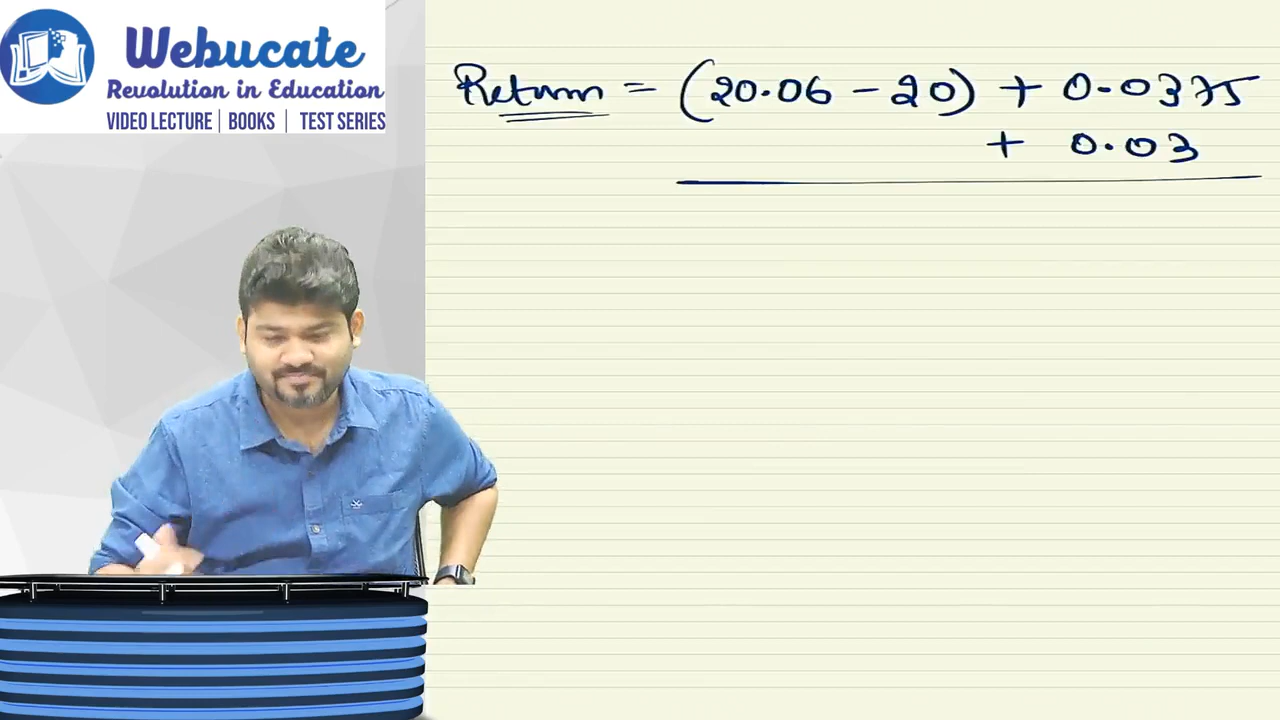 Webucate
Revolution in Education
VIDEO LECTURE | BOOKS | TEST SERIES
Return = (20.06 - 20) + 0.0375
+ 0.03